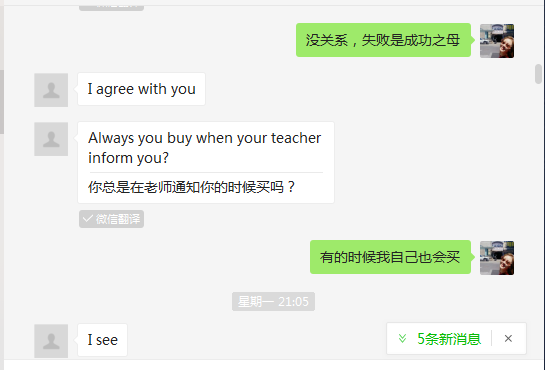 没关系，失败是成功之母
I agree with you
Always you buy when your teacher
inform you?
你总是在老师通知你的时候买吗？
微信翻译
有的时候我自己也会买
星期一 21:05
I see
5条新消息